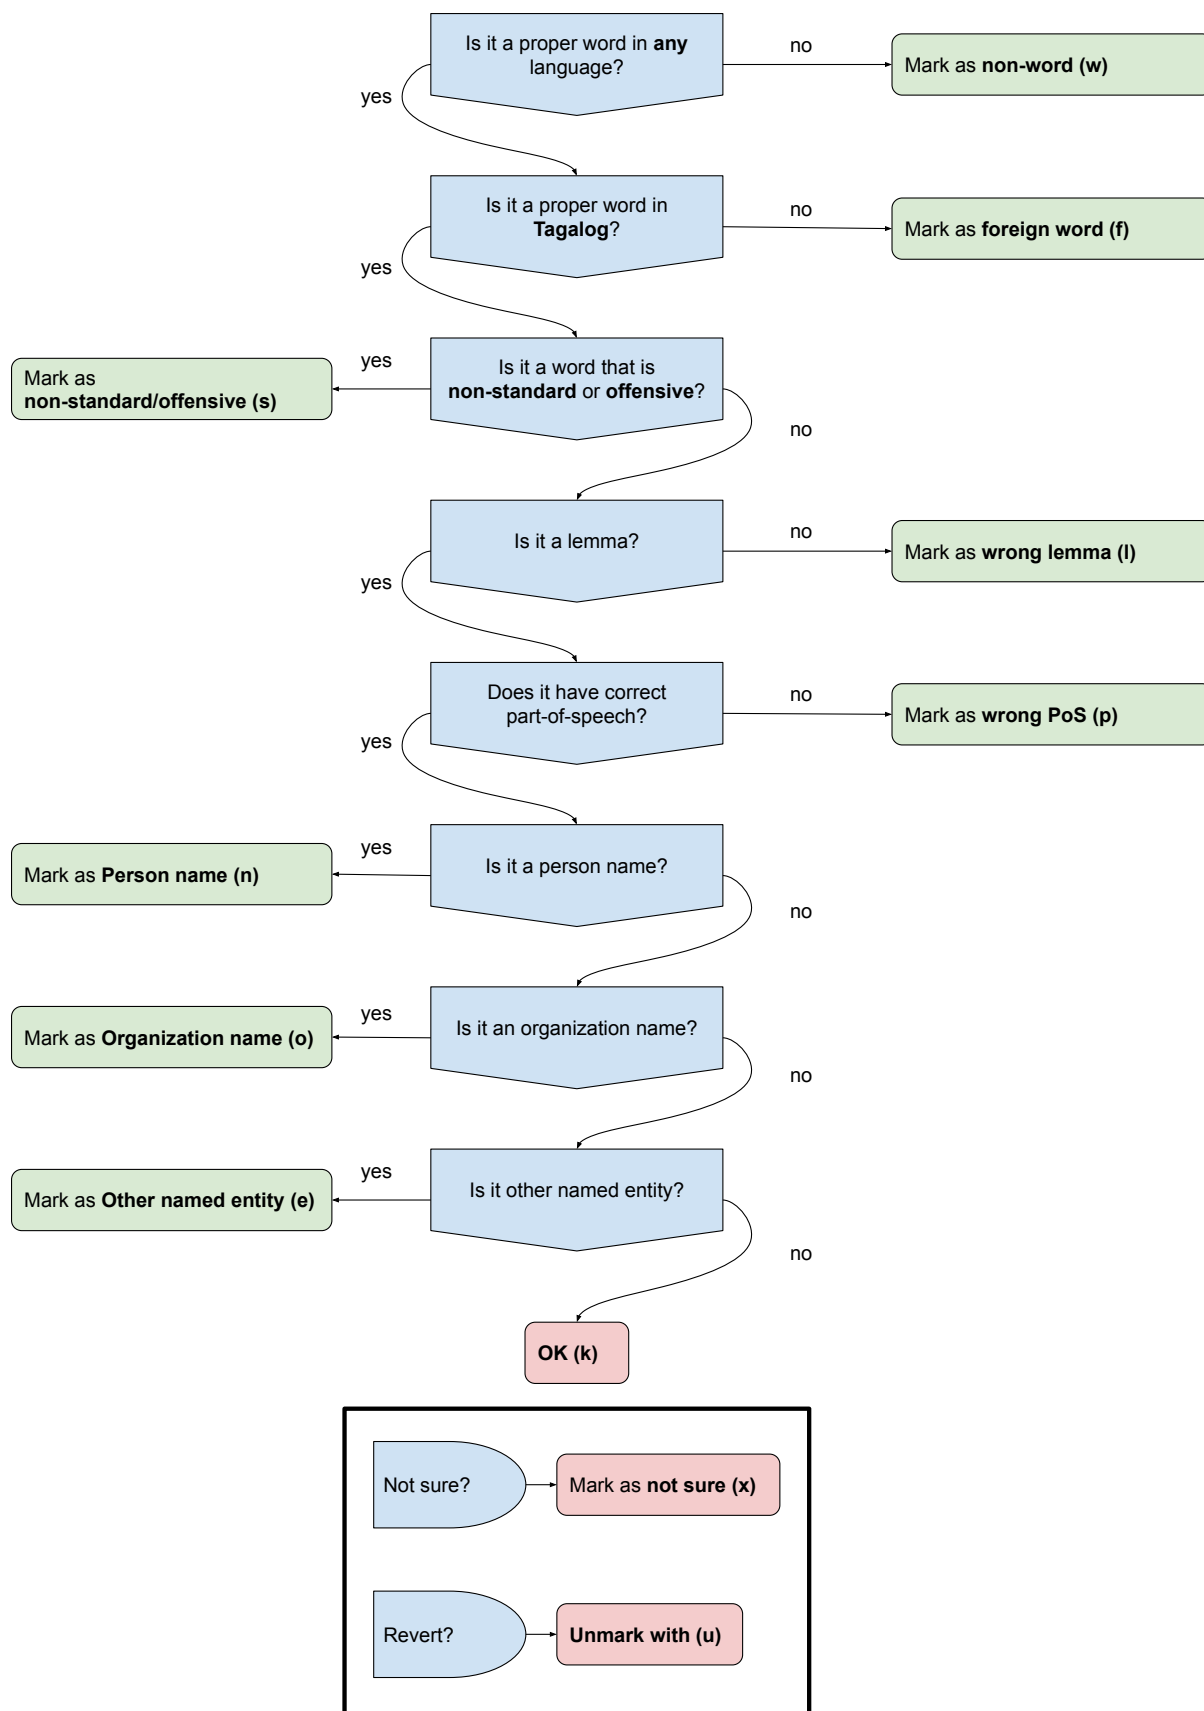 Is it a proper word in any
language?
no
Mark as non-word (w)
yes
Is it a proper word in
Tagalog?
no
Mark as foreign word (f)
yes
Is it a word that is
non-standard or offensive?
yes
Mark as
non-standard/offensive (s)
no
Is it a lemma?
no
Mark as wrong lemma (l)
yes
Does it have correct
part-of-speech?
no
Mark as wrong PoS (p)
yes
Is it a person name?
yes
Mark as Person name (n)
no
Is it an organization name?
yes
Mark as Organization name (o)
no
Is it other named entity?
yes
Mark as Other named entity (e)
no
OK (k)
Not sure?
Mark as not sure (x)
Revert?
Unmark with (u)